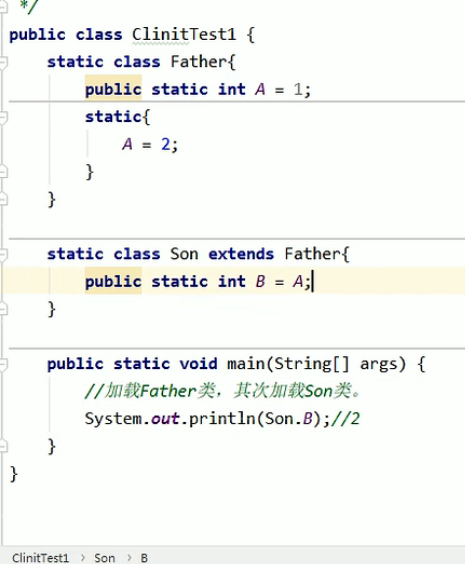 */
public class ClinitTest1 {
static class Father{
public static int A = 1;
static{
A = 2;
}
}
static class Son extends Father{
public static int B = A;
}
public static void main(String[] args) {
//加载Father类，其次加载Son类。
System.out.println(Son.B);//2
}
}
ClinitTest1 > Son > B